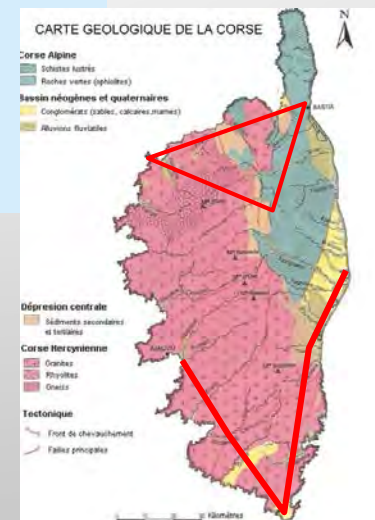 CARTE GEOLOGIQUE DE LA CORSE
N
Corse Alpine
Schistes lustrés
Roches vertes (ophiolites)
Bassin néogènes et quaternaires
Conglomérats (sables, calcaires,marnes)
Alluvions fluviatiles
BASTIA
Dépresion centrale
Sédiments secondaires
et tertiaires
AJACCIO
Corse Hercynienne
Granites
Rhyolites
Gneiss
Tectonique
Front de chevauchement
Failles principales
Kilomètres